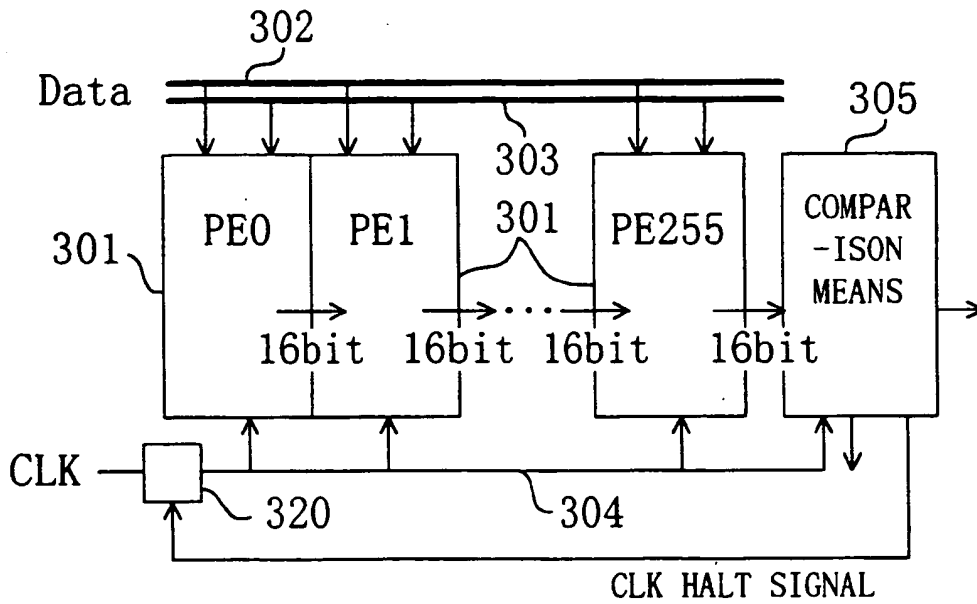 302
Data
305
303
PE0
PE1
301
PE255
COMPAR
-ISON
MEANS
301
16bit
16bit
16bit
16bit
CLK
320
304
CLK HALT SIGNAL